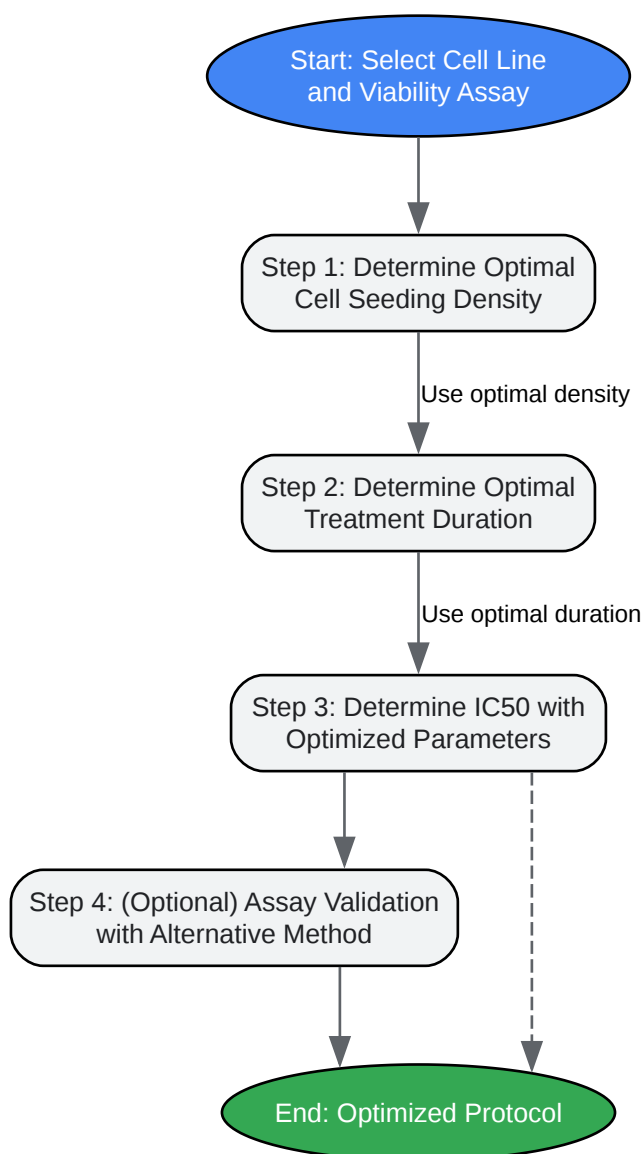 Start: Select Cell Line
and Viability Assay
Step 1: Determine Optimal
Cell Seeding Density
Use optimal density
Step 2: Determine Optimal
Treatment Duration
Use optimal duration
Step 3: Determine IC50 with
Optimized Parameters
Step 4: (Optional) Assay Validation
with Alternative Method
End: Optimized Protocol